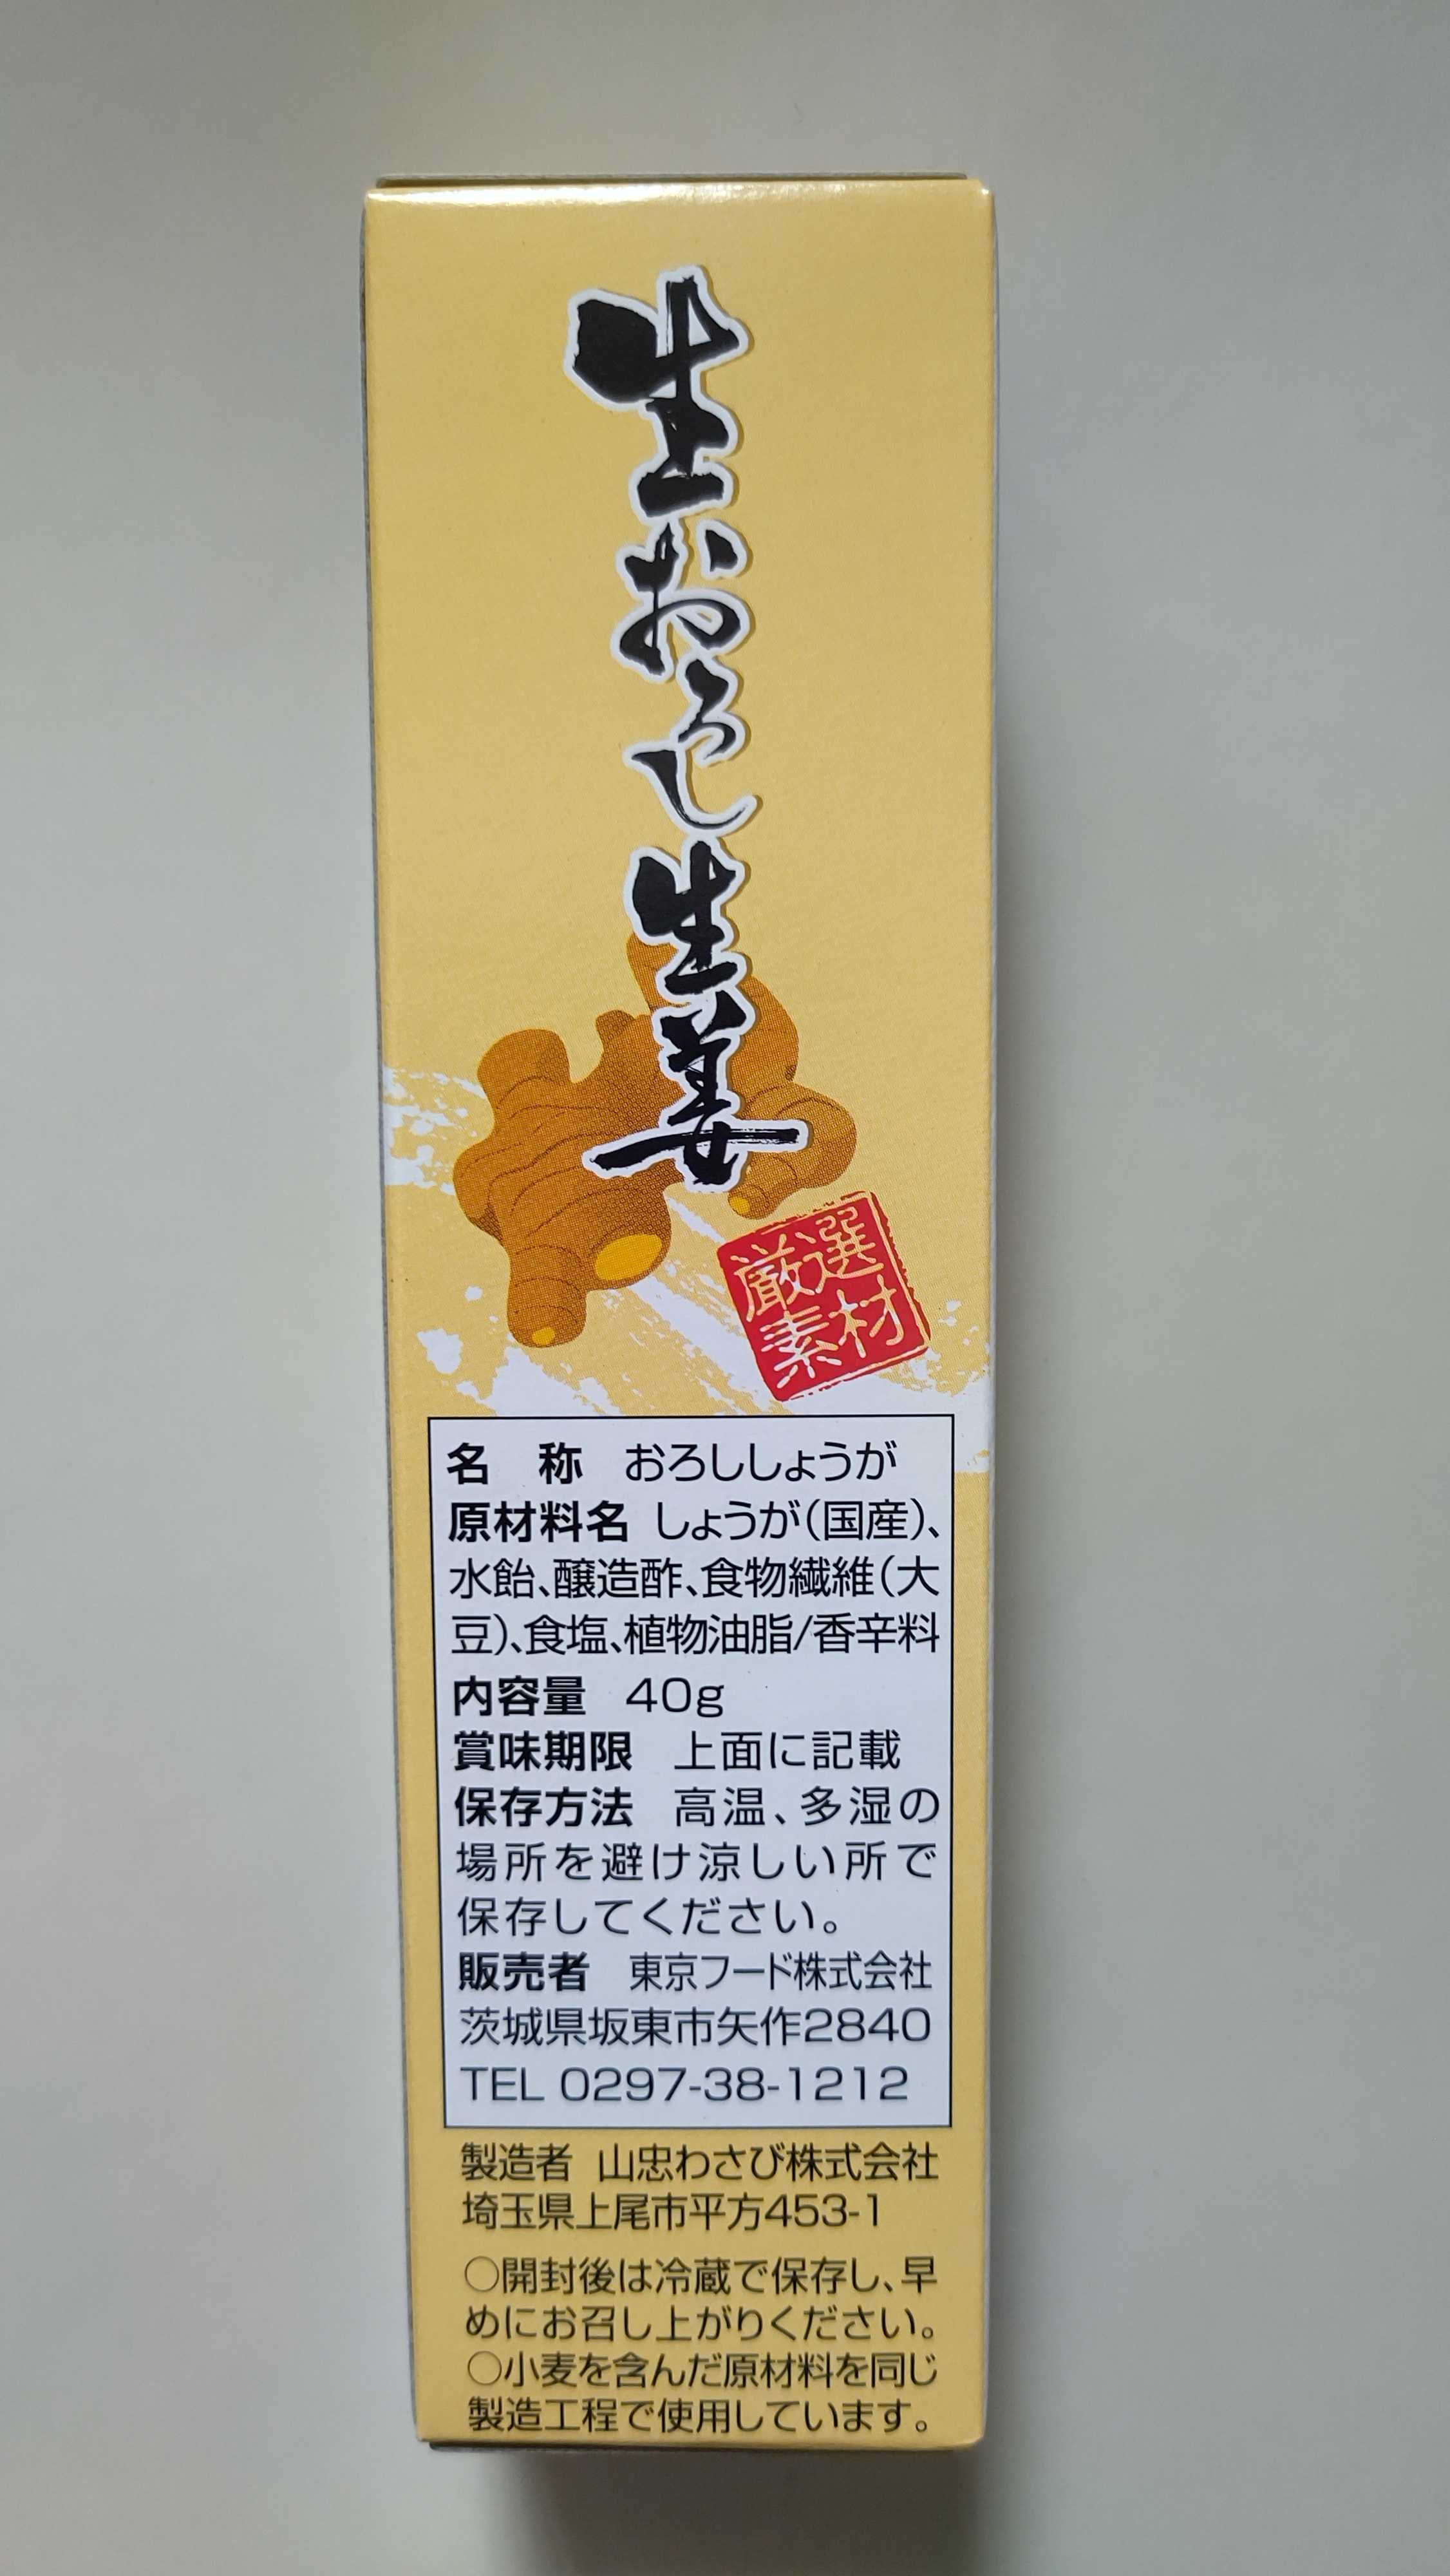 生おろし生姜
厳選
素材
名 称 おろししょうが
原材料名 しょうが(国産)、
水飴、醸造酢、食物繊維(大
豆)、食塩、植物油脂/香辛料
内容量 40g
賞味期限 上面に記載
保存方法 高温、多湿の
場所を避け涼しい所で
保存してください。
販売者 東京フード株式会社
茨城県坂東市矢作2840
TEL 0297-38-1212
製造者 山忠わさび株式会社
埼玉県上尾市平方453-1
○開封後は冷蔵で保存し、早
めにお召し上がりください。
○小麦を含んだ原材料を同じ
製造工程で使用しています。